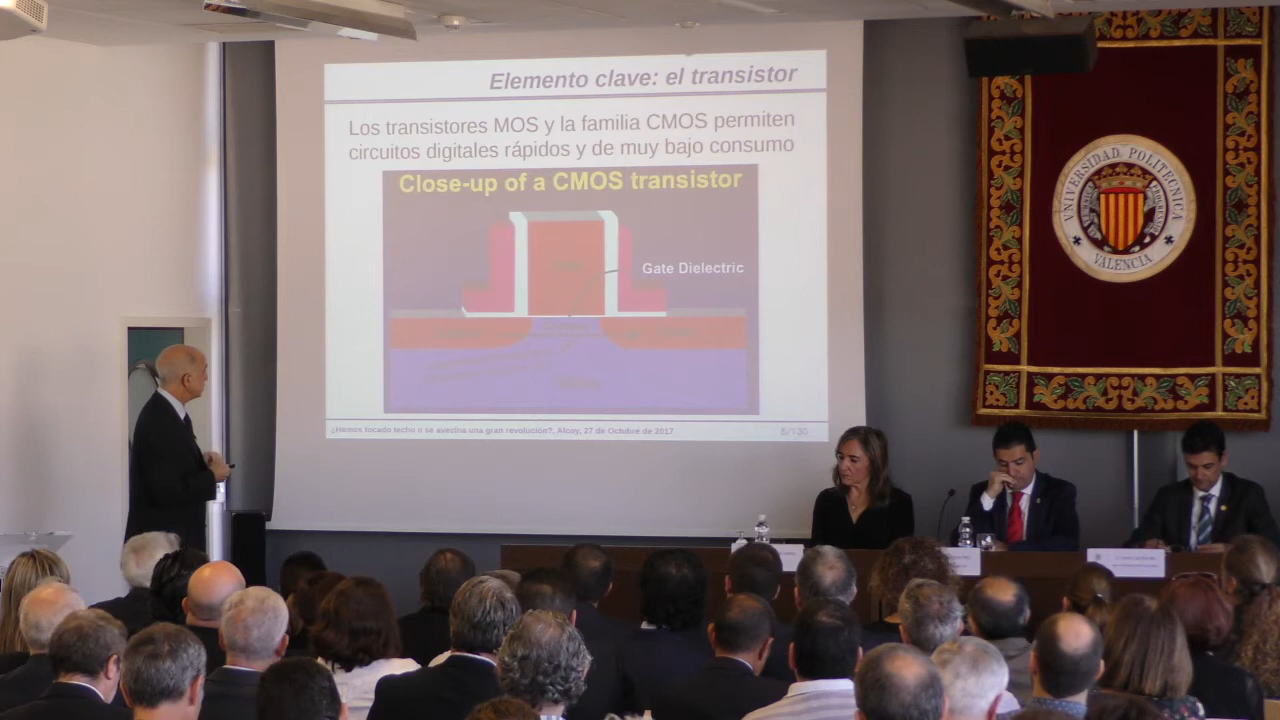 Elemento clave: el transistor
Los transistores MOS y la familia CMOS permiten
circuitos digitales rápidos y de muy bajo consumo
Close-up of a CMOS transistor
Gate Dielectric
¿Hemos tocado techo o se avecina una gran revolución?, Alcoy, 27 de Octubre de 2017
UNIVERSIDAD POLITECNICA
VALENCIA